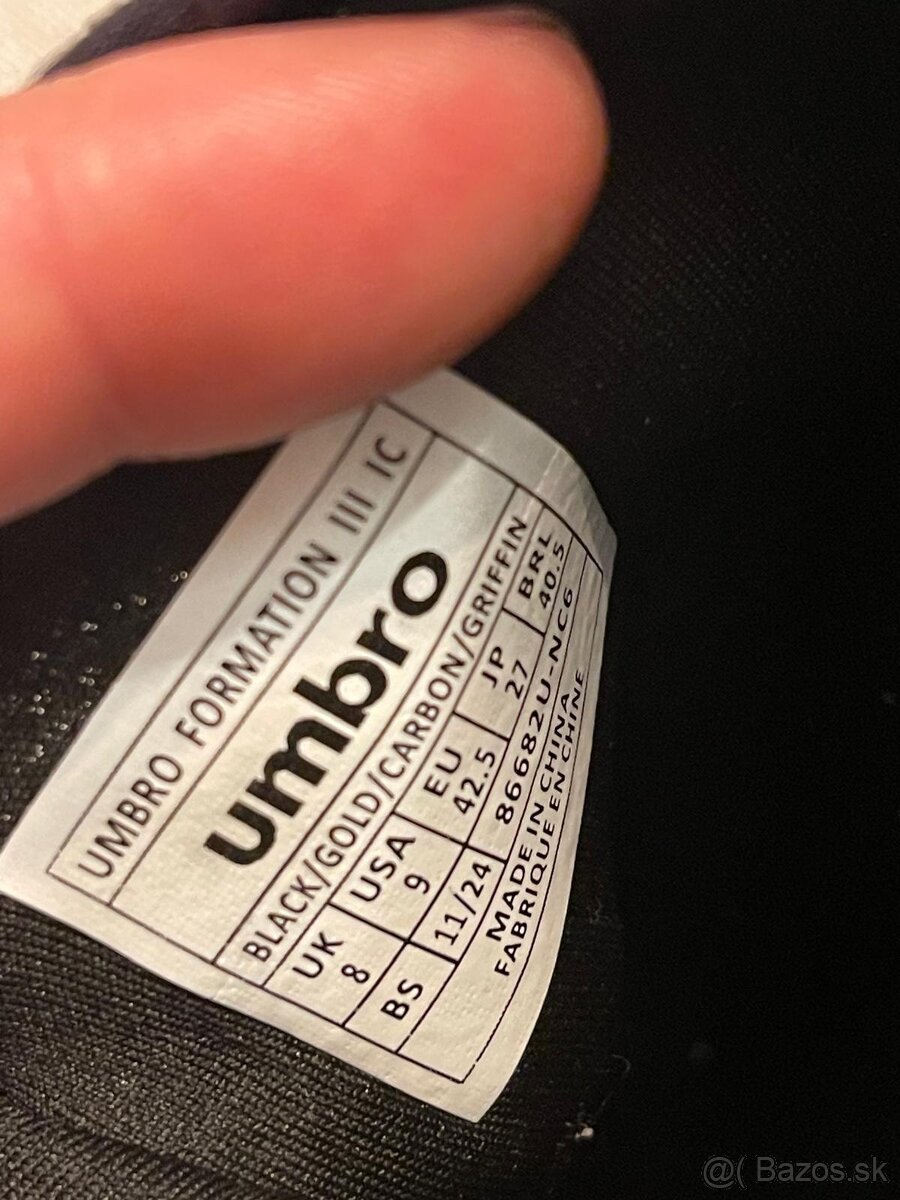 UMBRO FORMATION III IC
umbro
BLACK/GOLD/CARBON/GRIFFIN
UK USA EU JP BRL
8 9 42.5 27 40.5
BS 11/24 86682U-NC6
MADE IN CHINA
FABRIQUE EN CHINE
@( Bazos.sk